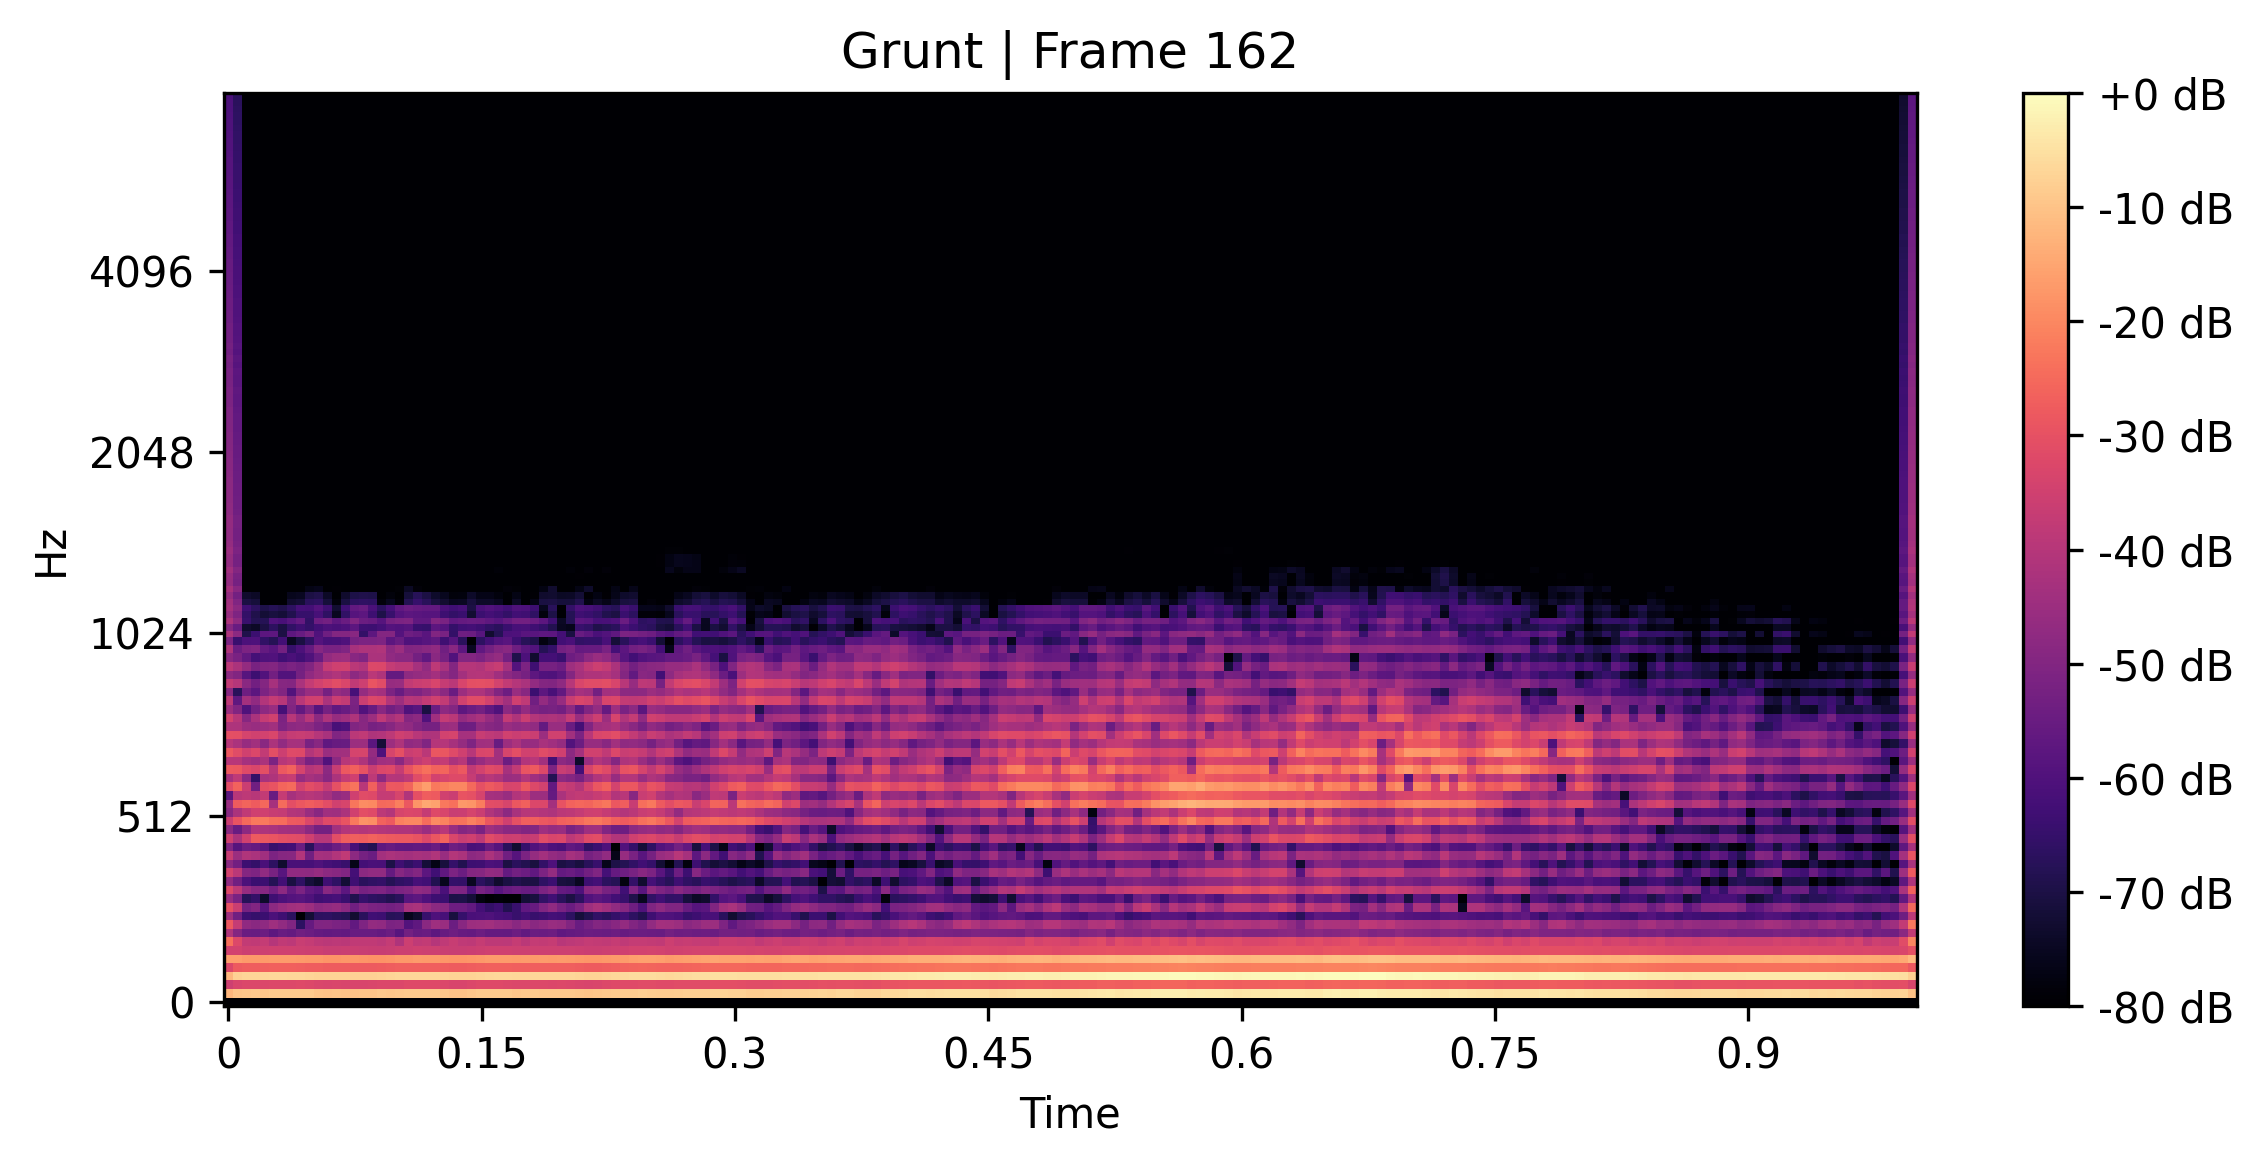 Grunt | Frame 162
+0 dB
-10 dB
-20 dB
-30 dB
-40 dB
-50 dB
-60 dB
-70 dB
-80 dB
Hz
4096
2048
1024
512
0
0 0.15 0.3 0.45 0.6 0.75 0.9
Time